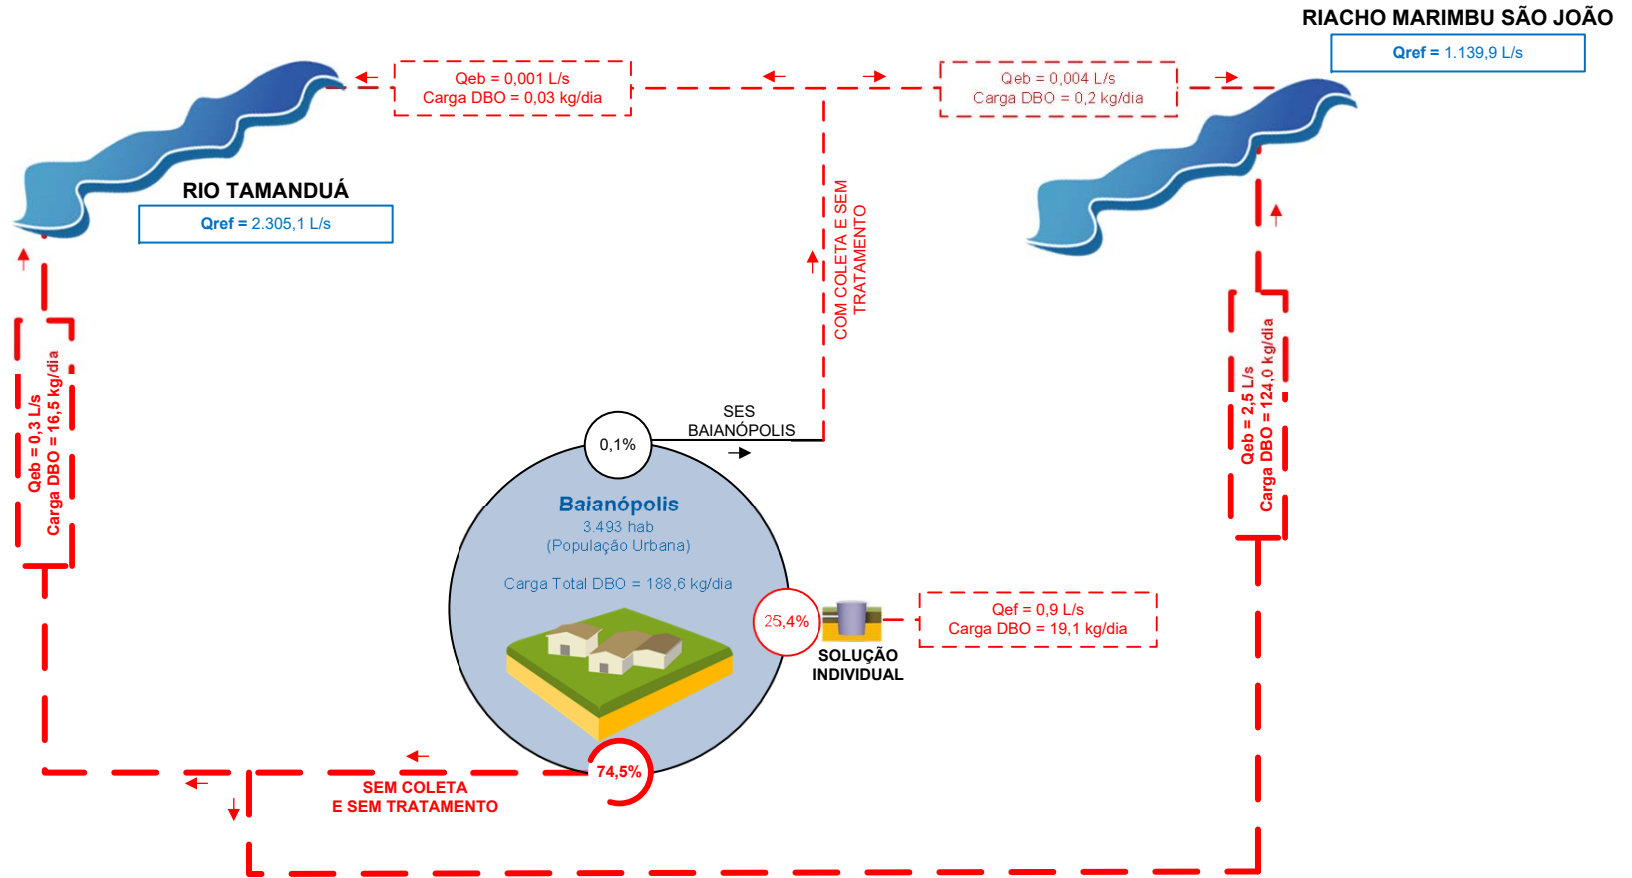 RIACHO MARIMBU SÃO JOÃO
Qref = 1.139,9 L/s
Qeb = 0,001 L/s
Carga DBO = 0,03 kg/dia
Qeb = 0,004 L/s
Carga DBO = 0,2 kg/dia
RIO TAMANDUÁ
Qref = 2.305,1 L/s
COM COLETA E SEM
TRATAMENTO
Qeb = 0,3 L/s
Carga DBO = 16,5 kg/dia
Qeb = 2,5 L/s
Carga DBO = 124,0 kg/dia
SES
BAIANÓPOLIS
0,1%
Baianópolis
3.493 hab
(População Urbana)
Carga Total DBO = 188,6 kg/dia
25,4%
SOLUÇÃO
INDIVIDUAL
Qef = 0,9 L/s
Carga DBO = 19,1 kg/dia
74,5%
SEM COLETA
E SEM TRATAMENTO